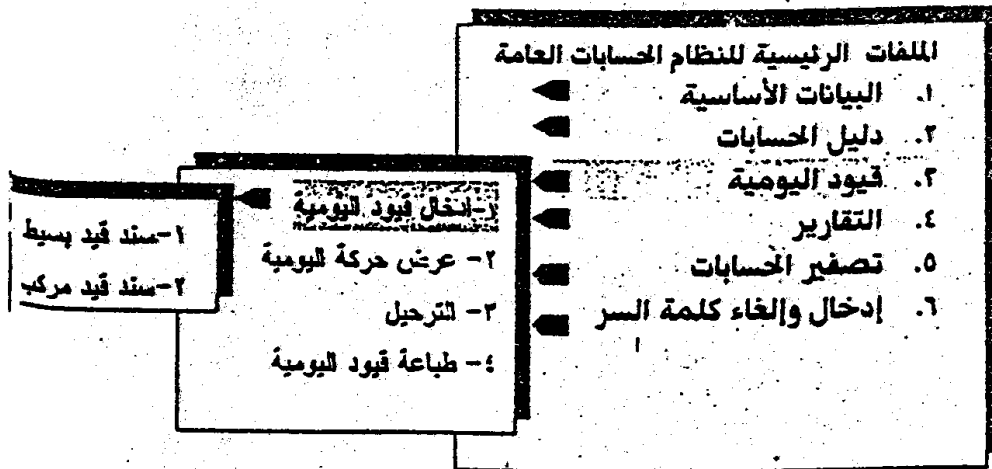 الملفات الرئيسية للنظام الحسابات العامة
١. البيانات الأساسية
٢. دليل الحسابات
٣. قيود اليومية
٤. التقارير
٥. تصفير الحسابات
٦. إدخال وإلغاء كلمة السر
١-ادخال قيود اليومية
٢- عرض حركة اليومية
٣- الترحيل
٤- طباعة قيود اليومية
١-سند قيد بسيط
٢-سند قيد مركب